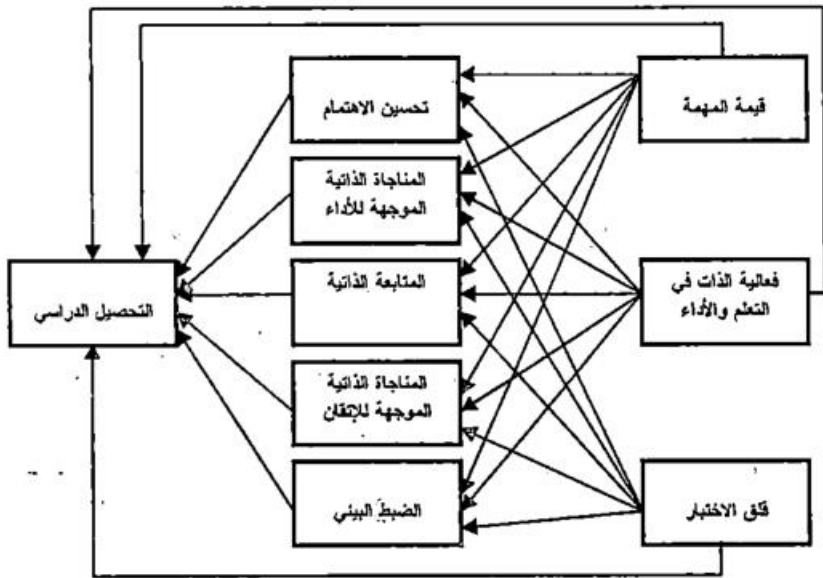 قيمة المهمة
فعالية الذات في
التعلم والأداء
قلق الاختبار
تحسين الاهتمام
المناجاة الذاتية
الموجهة للأداء
المتابعة الذاتية
المناجاة الذاتية
الموجهة للإتقان
الضبط البيئي
التحصيل الدراسي